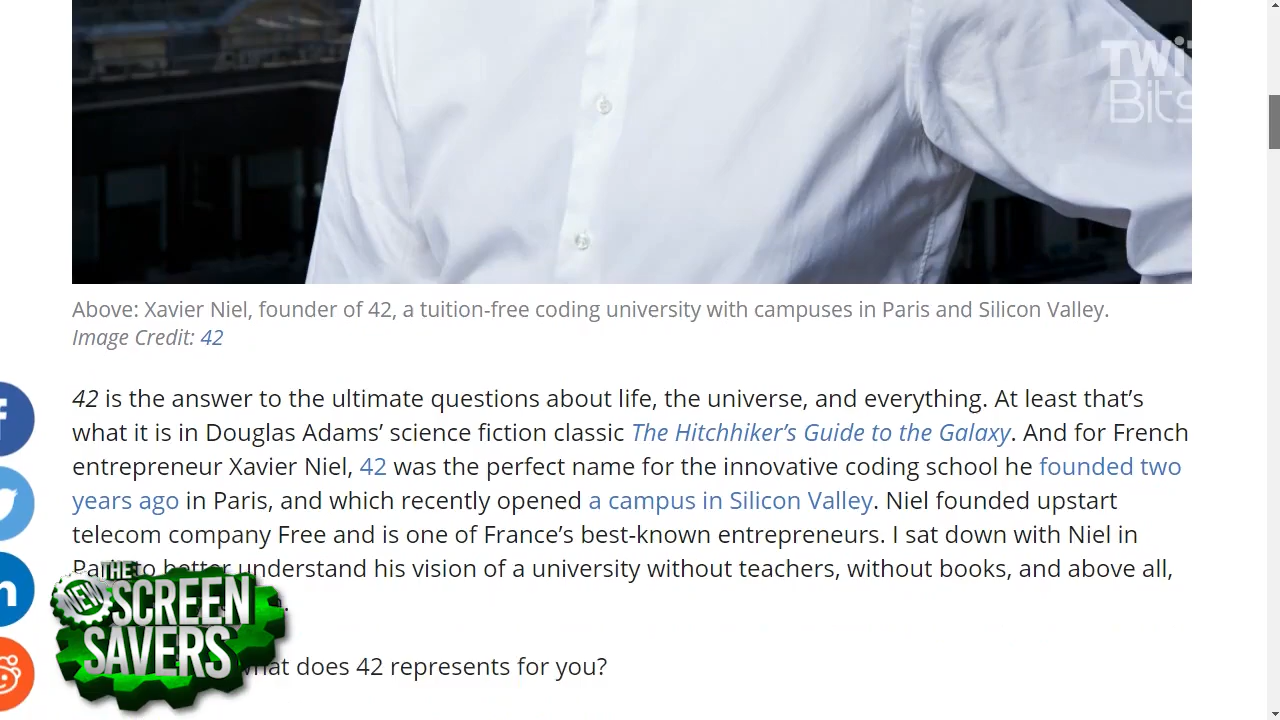 TWiT
Bits
Above: Xavier Niel, founder of 42, a tuition-free coding university with campuses in Paris and Silicon Valley.
Image Credit: 42
42 is the answer to the ultimate questions about life, the universe, and everything. At least that’s
what it is in Douglas Adams’ science fiction classic The Hitchhiker’s Guide to the Galaxy. And for French
entrepreneur Xavier Niel, 42 was the perfect name for the innovative coding school he founded two
years ago in Paris, and which recently opened a campus in Silicon Valley. Niel founded upstart
telecom company Free and is one of France’s best-known entrepreneurs. I sat down with Niel in
Paris to better understand his vision of a university without teachers, without books, and above all,
what does 42 represents for you?
THE
NEW
SCREEN
SAVERS